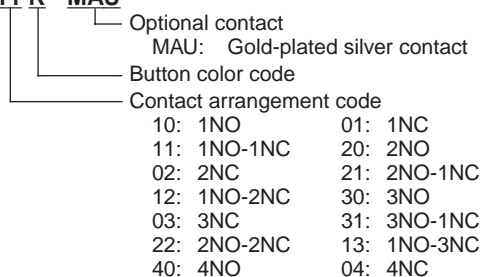 R MAU
Optional contact
MAU: Gold-plated silver contact
Button color code
Contact arrangement code
10: 1NO 01: 1NC
11: 1NO-1NC 20: 2NO
02: 2NC 21: 2NO-1NC
12: 1NO-2NC 30: 3NO
03: 3NC 31: 3NO-1NC
22: 2NO-2NC 13: 1NO-3NC
40: 4NO 04: 4NC